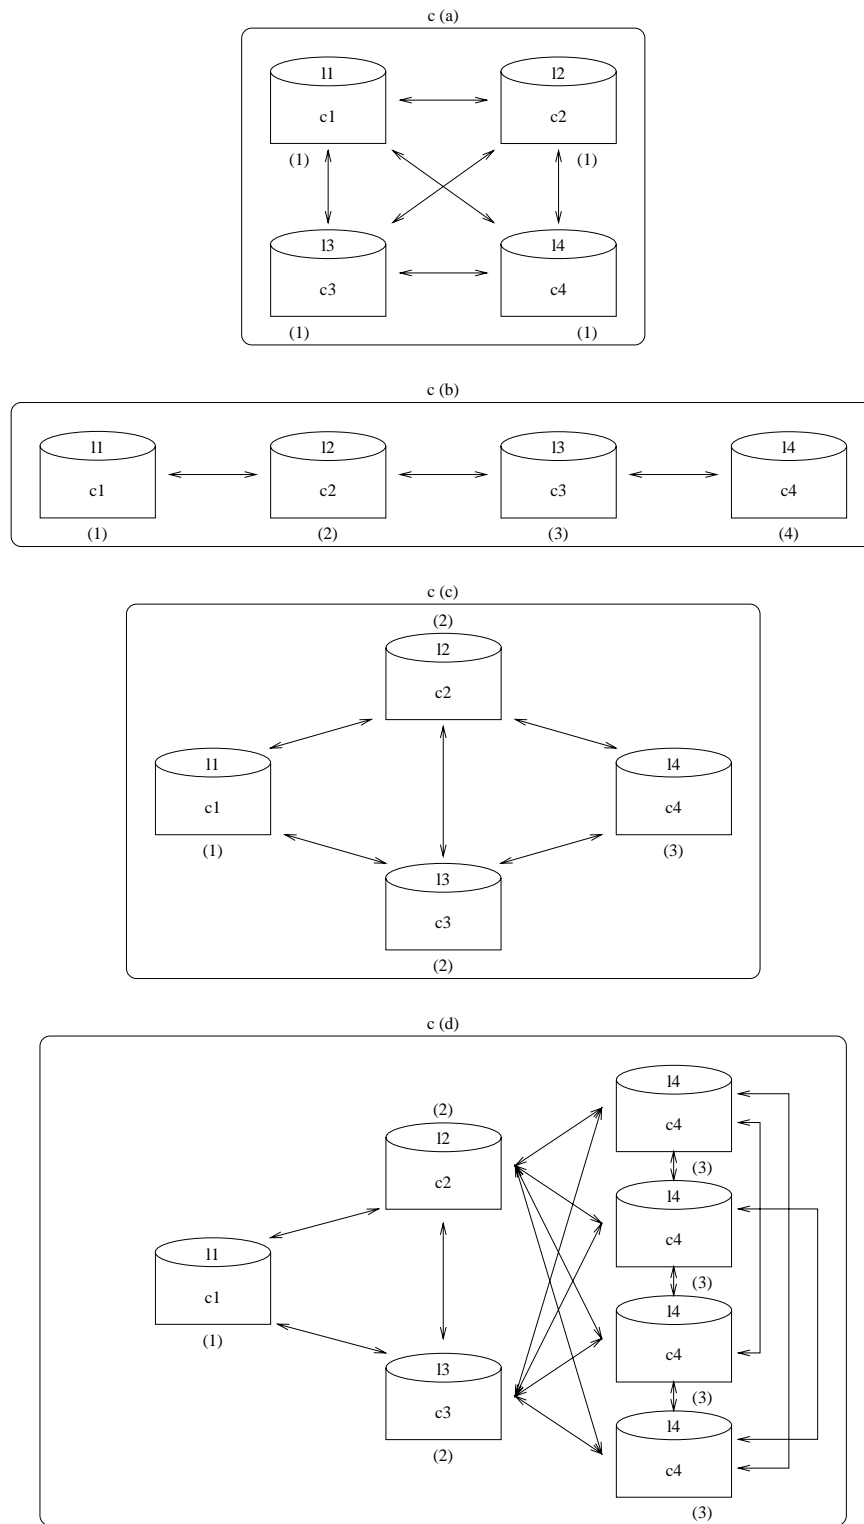 c (a)
l1 l2
c1 c2
(1) (1)
l3 l4
c3 c4
(1) (1)
c (b)
l1 l2 l3 l4
c1 c2 c3 c4
(1) (2) (3) (4)
c (c)
(2)
l2
c2
l1 l4
c1 c4
(1) (3)
l3
c3
(2)
c (d)
l4
(2)
c4
l2
(3)
c2
l4
c4
l1
(3)
c1
l4
(1)
c4
l3
(3)
c3
l4
(2)
c4
(3)